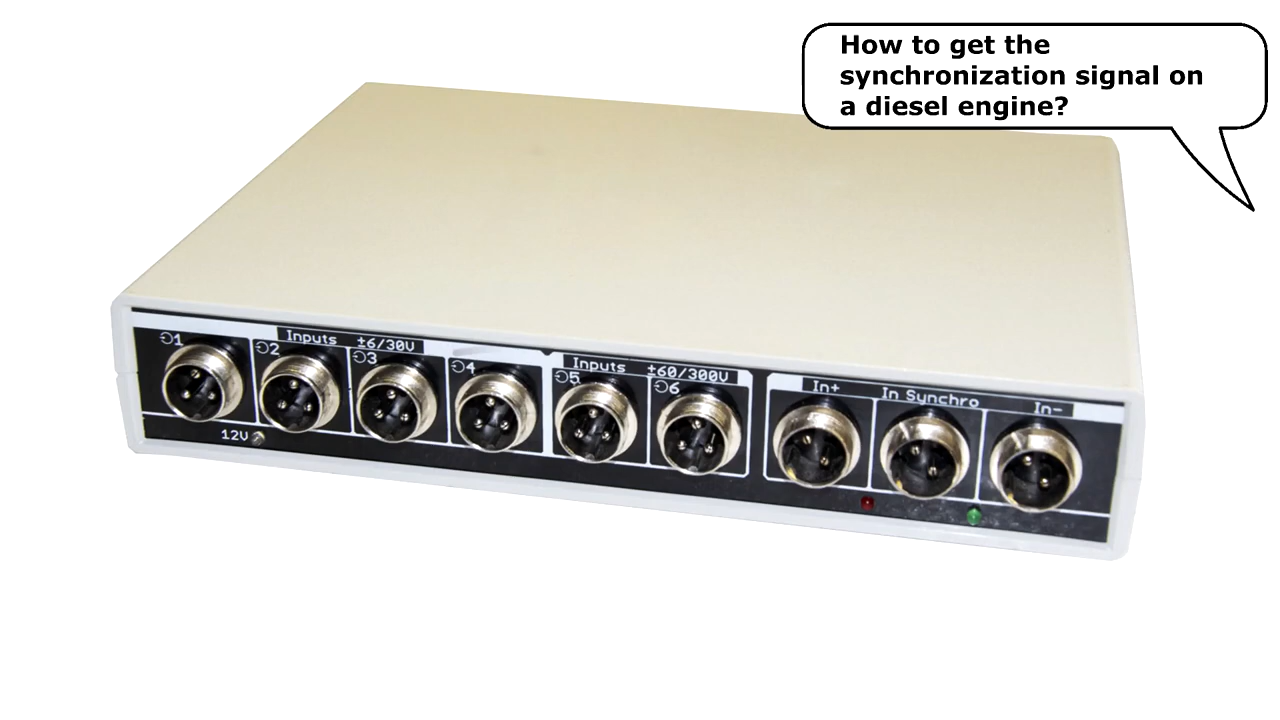 How to get the
synchronization signal on
a diesel engine?
1
2
Inputs ±6/30V
3
4
Inputs ±60/300V
5
6
In+
In Synchro
In-
12V